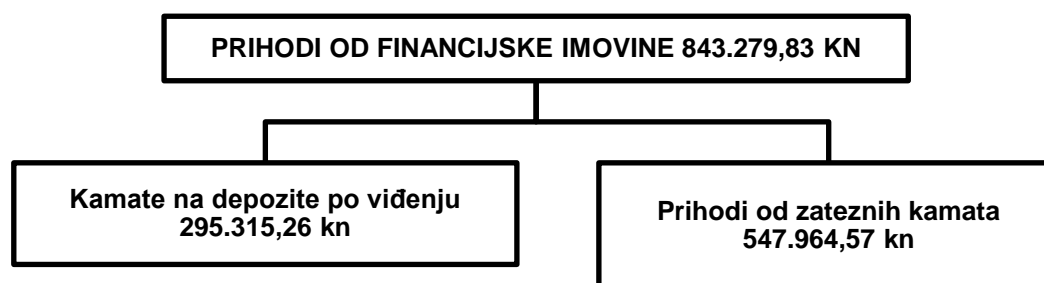 PRIHODI OD FINANCIJSKE IMOVINE 843.279,83 KN
Kamate na depozite po viđenju
295.315,26 kn
Prihodi od zateznih kamata
547.964,57 kn